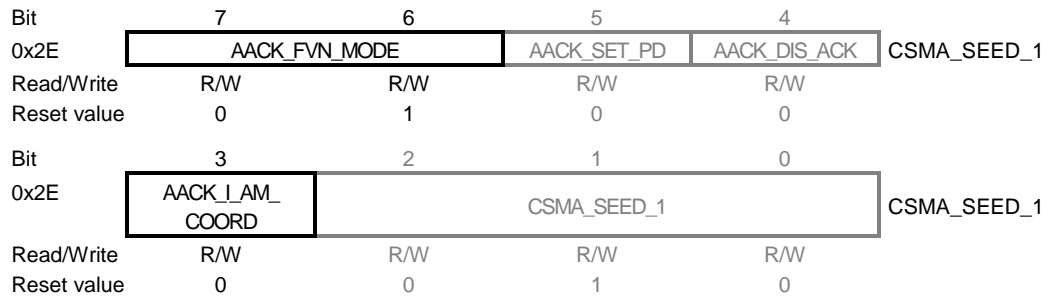 Bit 7 6 5 4
0x2E AACK_FVN_MODE AACK_SET_PD AACK_DIS_ACK CSMA_SEED_1
Read/Write R/W R/W R/W R/W
Reset value 0 1 0 0
Bit 3 2 1 0
0x2E AACK_I_AM_
COORD CSMA_SEED_1 CSMA_SEED_1
Read/Write R/W R/W R/W R/W
Reset value 0 0 1 0